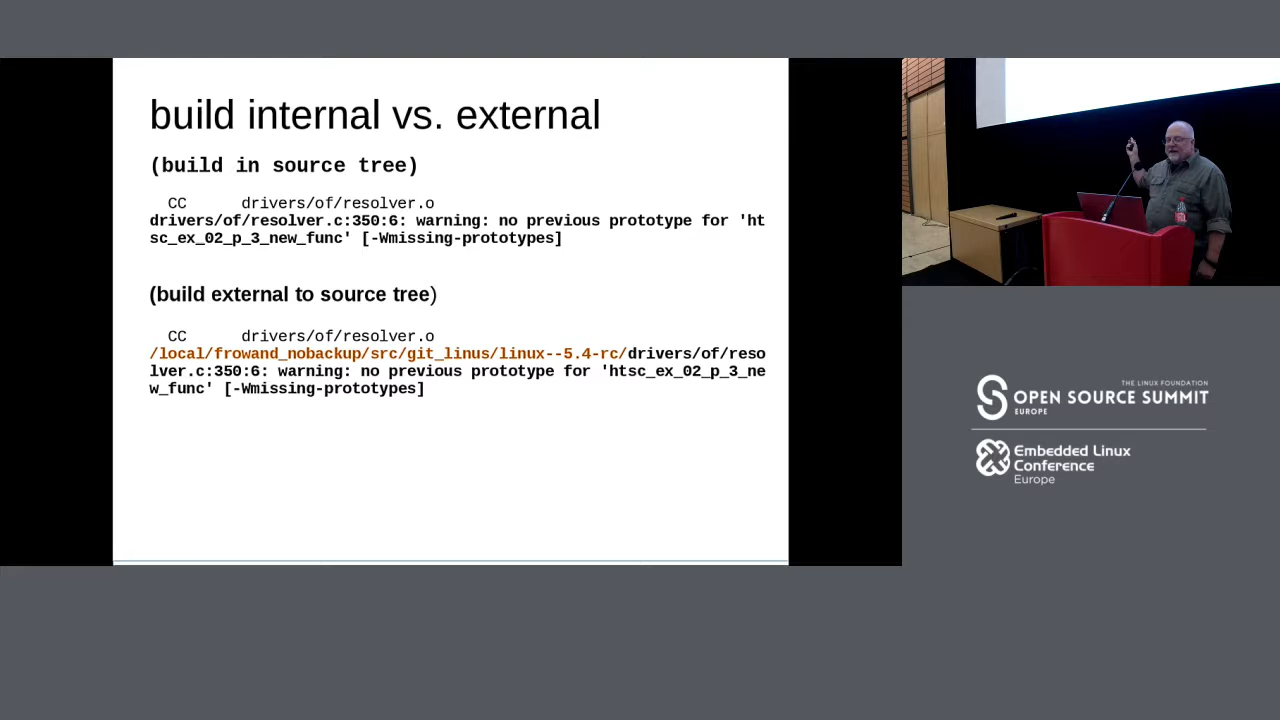 build internal vs. external
(build in source tree)
CC      drivers/of/resolver.o
drivers/of/resolver.c:350:6: warning: no previous prototype for 'ht
sc_ex_02_p_3_new_func' [-Wmissing-prototypes]
(build external to source tree)
CC      drivers/of/resolver.o
/local/frowand_nobackup/src/git_linus/linux--5.4-rc/drivers/of/reso
lver.c:350:6: warning: no previous prototype for 'htsc_ex_02_p_3_ne
w_func' [-Wmissing-prototypes]
THE LINUX FOUNDATION
OPEN SOURCE SUMMIT
EUROPE
Embedded Linux
Conference
Europe